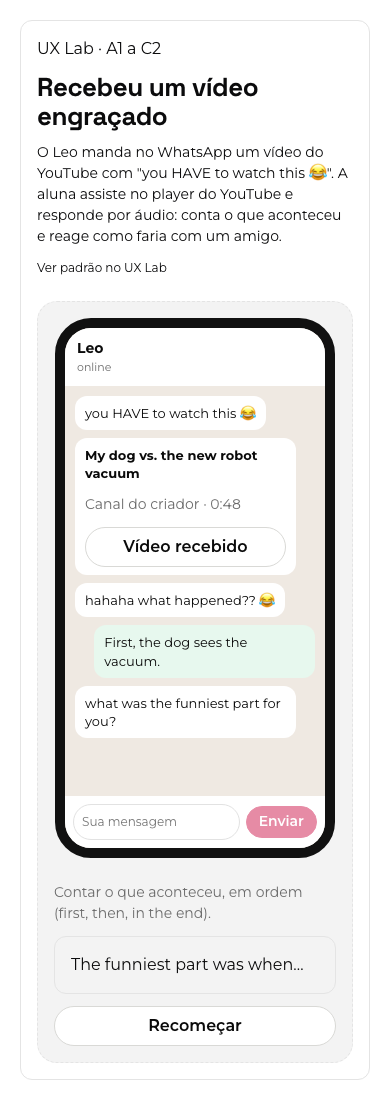 UX Lab · A1 a C2
Recebeu um vídeo
engraçado
O Leo manda no WhatsApp um vídeo do
YouTube com "you HAVE to watch this 😂". A
aluna assiste no player do YouTube e
responde por áudio: conta o que aconteceu
e reage como faria com um amigo.
Ver padrão no UX Lab
Leo
online
you HAVE to watch this 😂
My dog vs. the new robot
vacuum
Canal do criador · 0:48
Vídeo recebido
hahaha what happened?? 😂
First, the dog sees the
vacuum.
what was the funniest part for
you?
Sua mensagem
Enviar
Contar o que aconteceu, em ordem
(first, then, in the end).
The funniest part was when...
Recomeçar